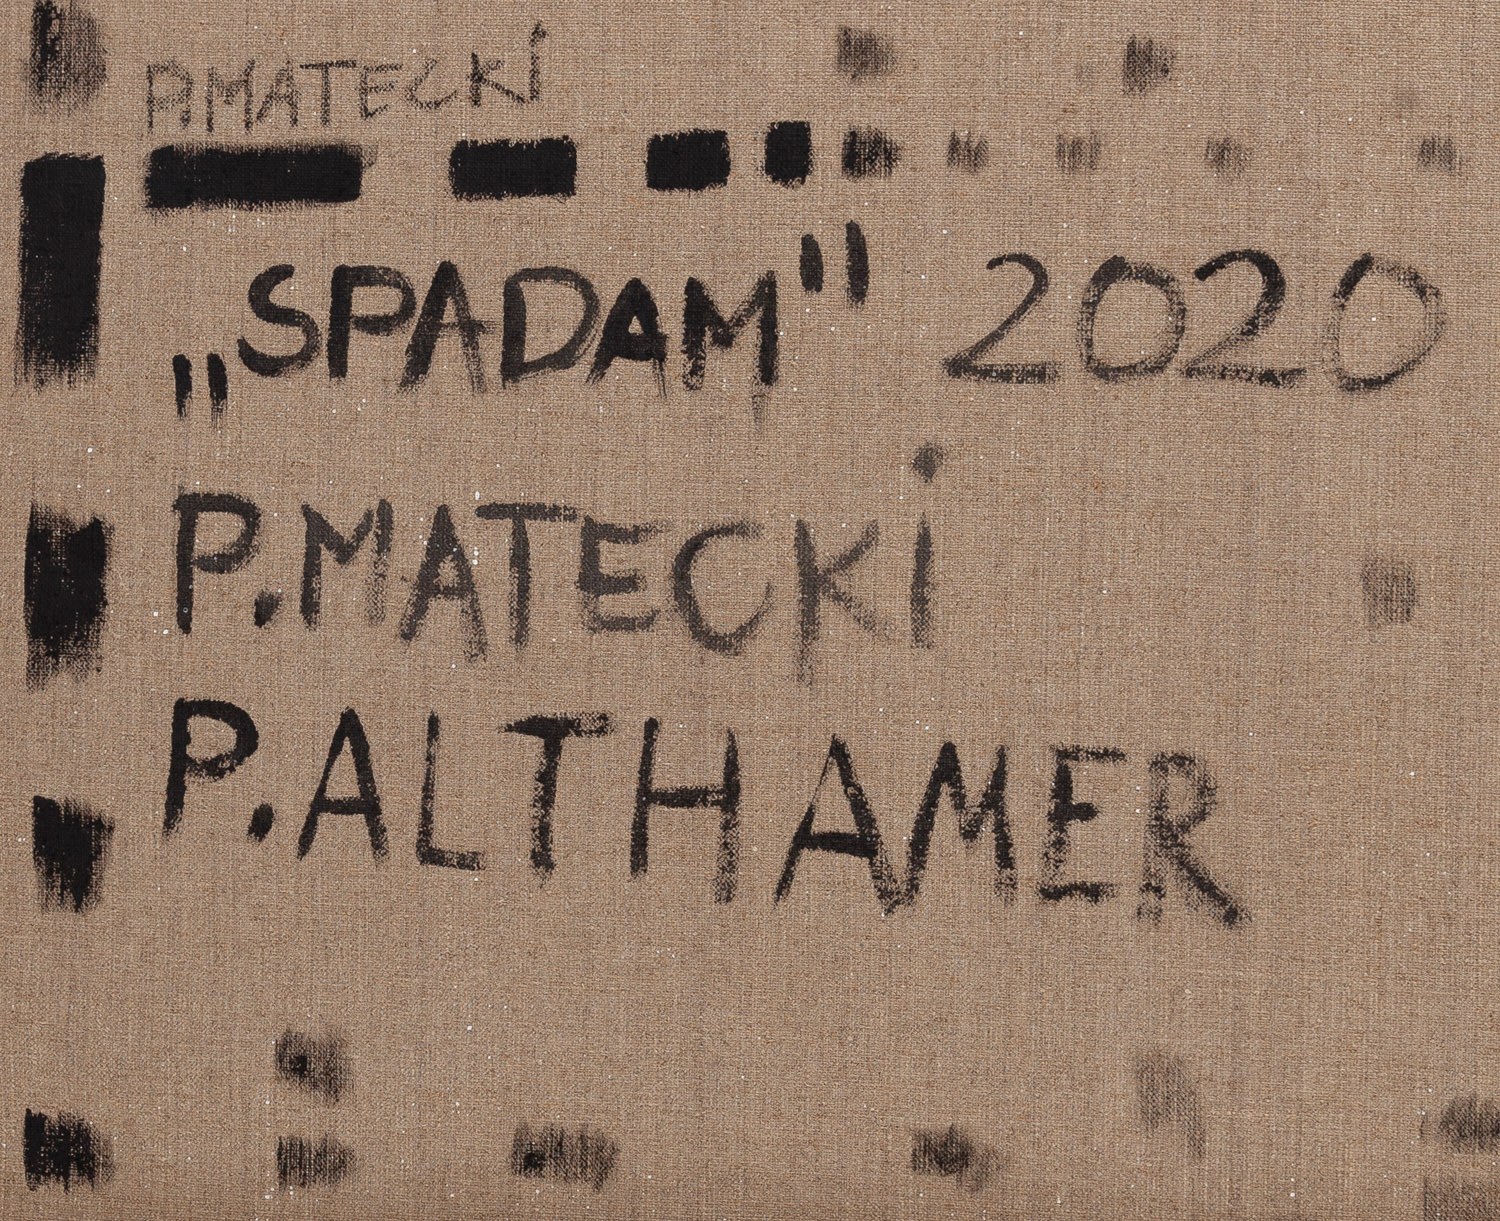 P.MATECKI
„SPADAM" 2020
P.MATECKI
P.ALTHAMER